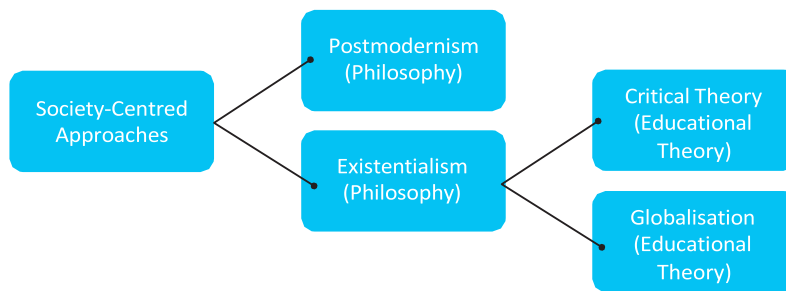 Society-Centred
Approaches
Postmodernism
(Philosophy)
Existentialism
(Philosophy)
Critical Theory
(Educational
Theory)
Globalisation
(Educational
Theory)